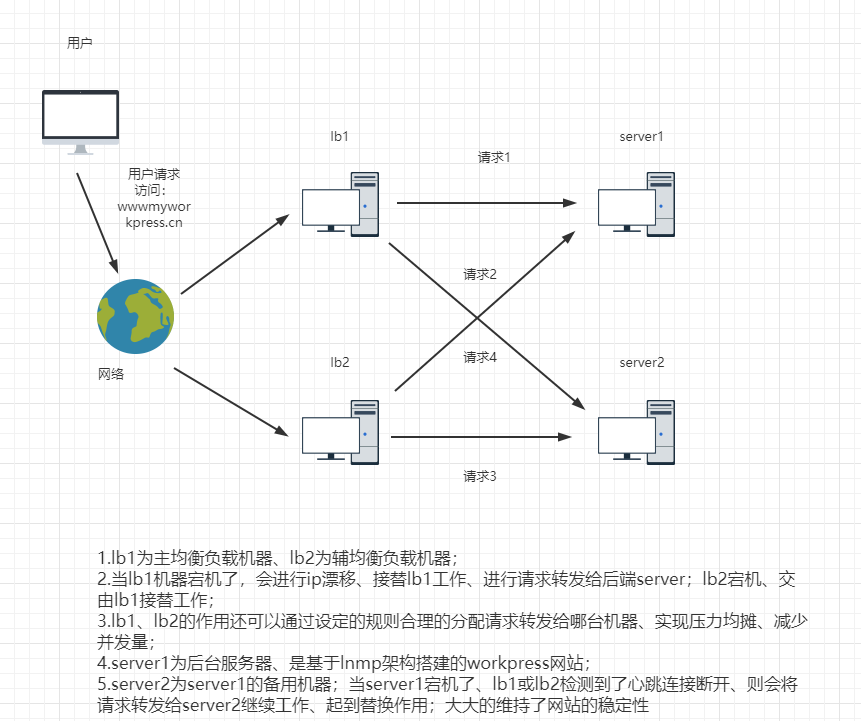 用户
lb1
server1
请求1
用户请求
访问：
wwwmywor
kpress.cn
请求2
请求4
网络
lb2
server2
请求3
1.lb1为主均衡负载机器、lb2为辅均衡负载机器；
2.当lb1机器宕机了，会进行ip漂移、接替lb1工作、进行请求转发给后端server；lb2宕机、交
由lb1接替工作；
3.lb1、lb2的作用还可以通过设定的规则合理的分配请求转发给哪台机器、实现压力均摊、减少
并发量；
4.server1为后台服务器、是基于lnmp架构搭建的workpress网站；
5.server2为server1的备用机器；当server1宕机了、lb1或lb2检测到了心跳连接断开、则会将
请求转发给server2继续工作、起到替换作用；大大的维持了网站的稳定性